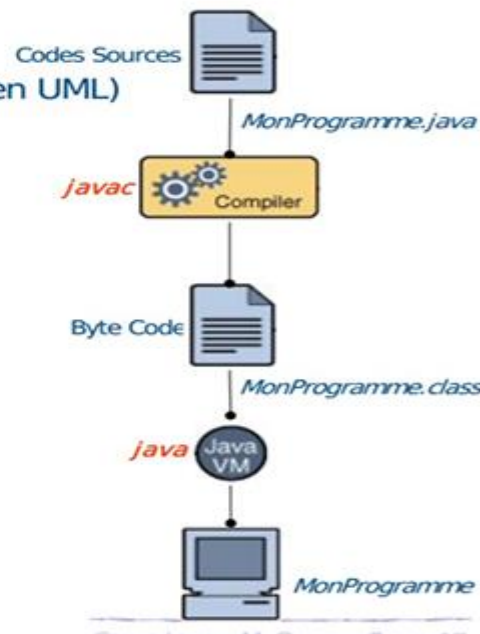 Codes Sources
en UML)
MonProgramme.java
javac
Compiler
Byte Code
MonProgramme.class
java
Java
VM
MonProgramme